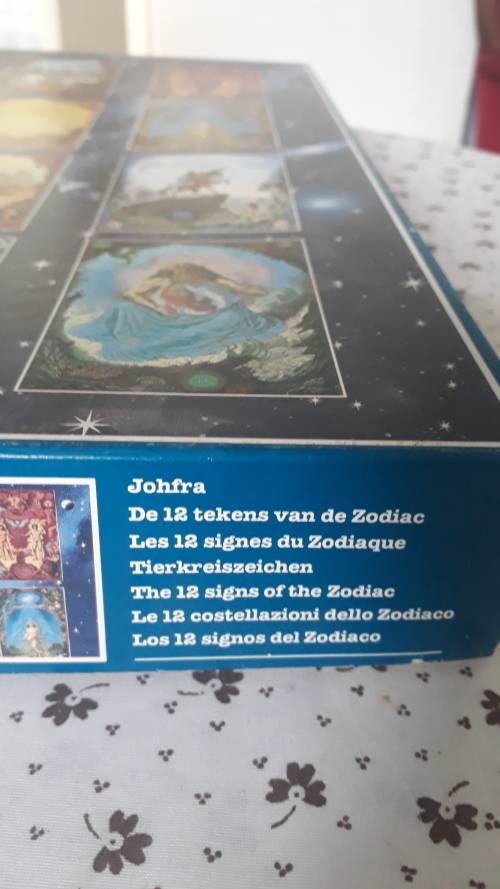 Johfra
De 12 tekens van de Zodiac
Les 12 signes du Zodiaque
Tierkreiszeichen
The 12 signs of the Zodiac
Le 12 costellazioni dello Zodiaco
Los 12 signos del Zodiaco